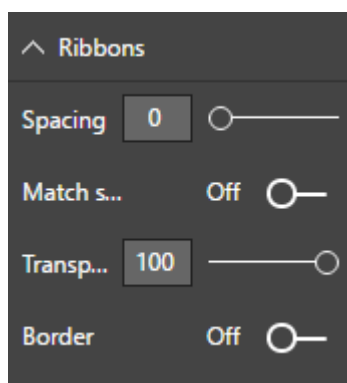 Ribbons
Spacing 0
Match s... Off
Transp... 100
Border Off